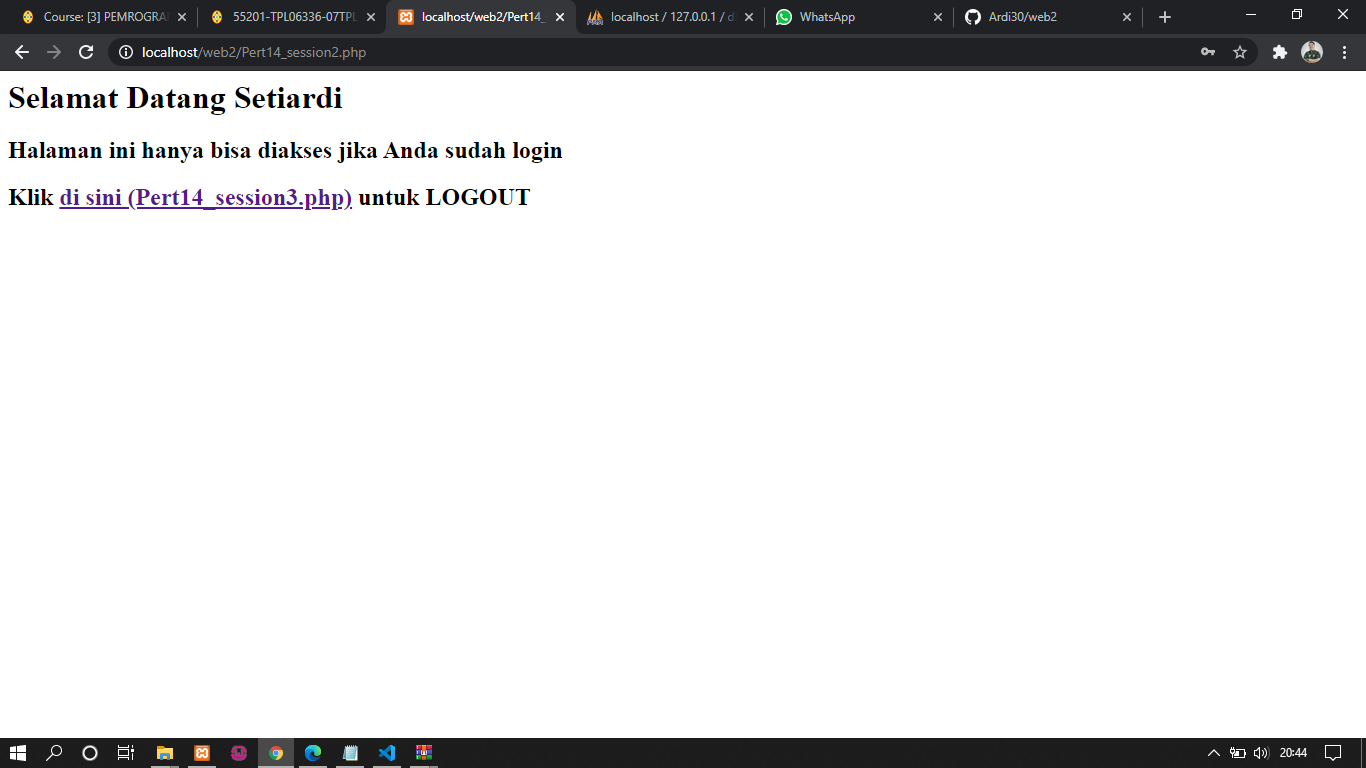 Course: [3] PEMROGRA
55201-TPL06336-07TPL
localhost/web2/Pert14_
localhost / 127.0.0.1 / d
WhatsApp
Ardi30/web2
localhost/web2/Pert14_session2.php
Selamat Datang Setiardi
Halaman ini hanya bisa diakses jika Anda sudah login
Klik di sini (Pert14_session3.php) untuk LOGOUT
20:44